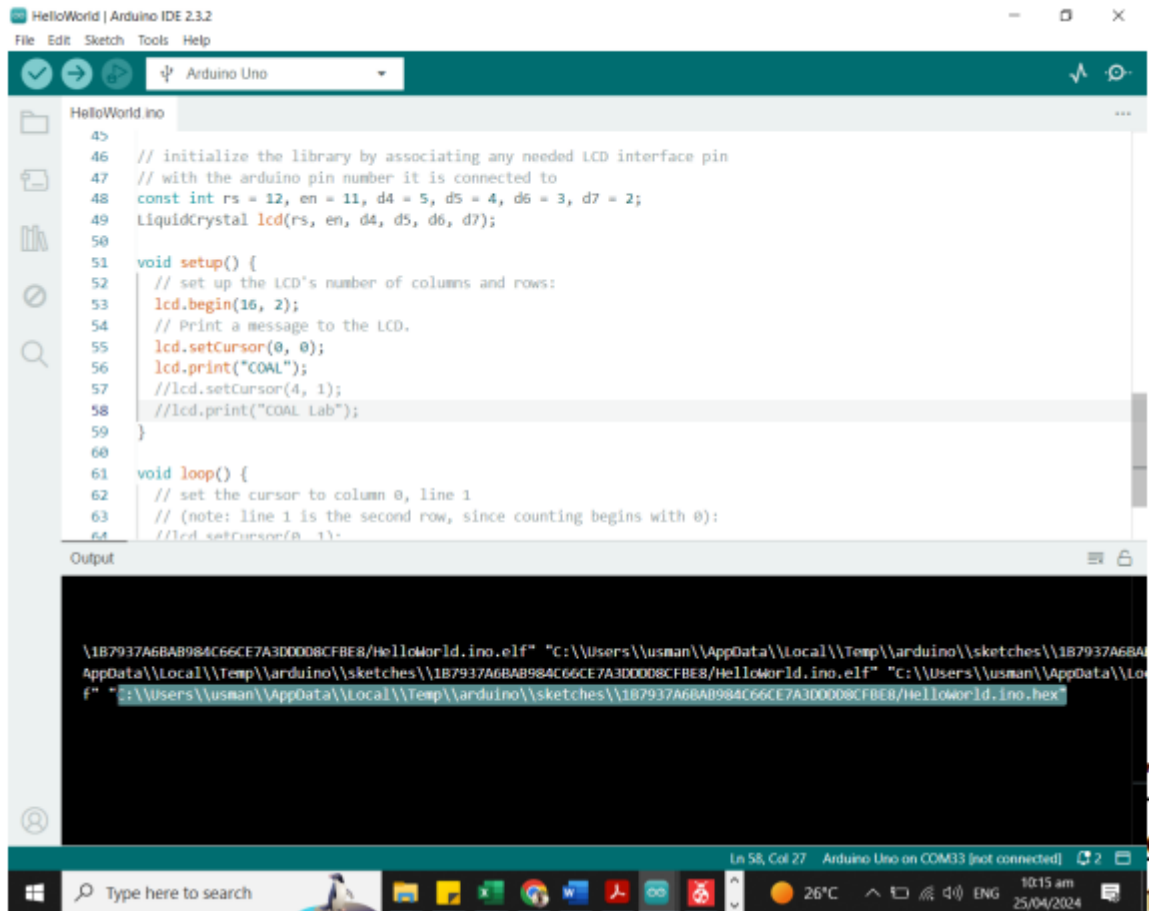 HelloWorld | Arduino IDE 2.3.2
File Edit Sketch Tools Help
Arduino Uno
HelloWorld.ino
45
46 // initialize the library by associating any needed LCD interface pin
47 // with the arduino pin number it is connected to
48 const int rs = 12, en = 11, d4 = 5, d5 = 4, d6 = 3, d7 = 2;
49 LiquidCrystal lcd(rs, en, d4, d5, d6, d7);
50
51 void setup() {
52 // set up the LCD's number of columns and rows:
53 lcd.begin(16, 2);
54 // Print a message to the LCD.
55 lcd.setCursor(0, 0);
56 lcd.print("COAL");
57 //lcd.setCursor(4, 1);
58 //lcd.print("COAL Lab");
59 }
60
61 void loop() {
62 // set the cursor to column 0, line 1
63 // (note: line 1 is the second row, since counting begins with 0):
64 //lcd.setCursor(0, 1);
Output
\1B7937A6BAB984C66CE7A3DDDD8CFBE8/HelloWorld.ino.elf" "C:\\Users\\usman\\AppData\\Local\\Temp\\arduino\\sketches\\1B7937A6BA
AppData\\Local\\Temp\\arduino\\sketches\\1B7937A6BAB984C66CE7A3DDDD8CFBE8/HelloWorld.ino.elf" "C:\\Users\\usman\\AppData\\Lo
f" "C:\\Users\\usman\\AppData\\Local\\Temp\\arduino\\sketches\\1B7937A6BAB984C66CE7A3DDDD8CFBE8/HelloWorld.ino.hex"
Ln 58, Col 27 Arduino Uno on COM33 [not connected] 2
Type here to search
26°C
ENG
10:15 am
25/04/2024